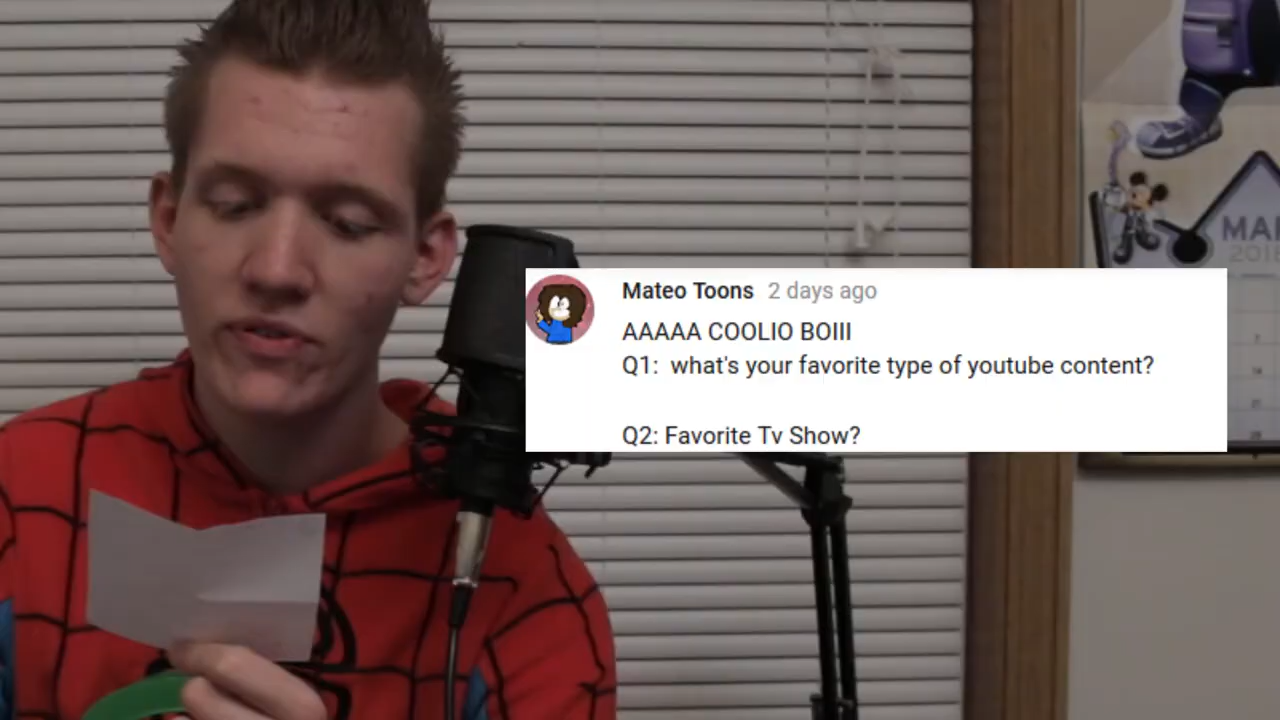 Mateo Toons 2 days ago
AAAAA COOLIO BOIII
Q1:  what's your favorite type of youtube content?
Q2: Favorite Tv Show?